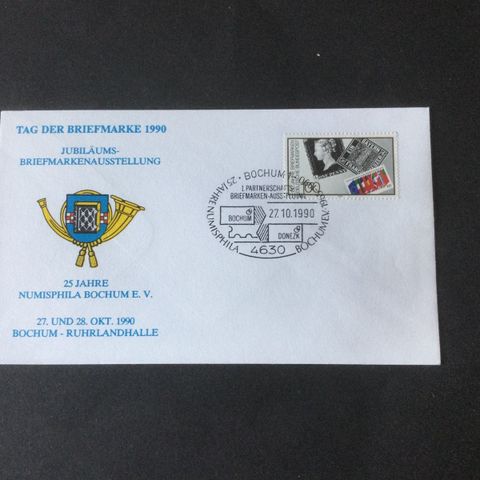 TAG DER BRIEFMARKE 1990
JUBILÄUMS-
BRIEFMARKENAUSSTELLUNG
25 JAHRE
NUMISPHILA BOCHUM E. V.
27. UND 28. OKT. 1990
BOCHUM - RUHRLANDHALLE
BOCHUM
1. PARTNERSCHAFTS
BRIEFMARKEN-AUSSTELLUNG
25 JAHRE NUMISPHILA
BOCHUM E.V.
27.10.1990
BOCHUM
DONEZK
4630
100